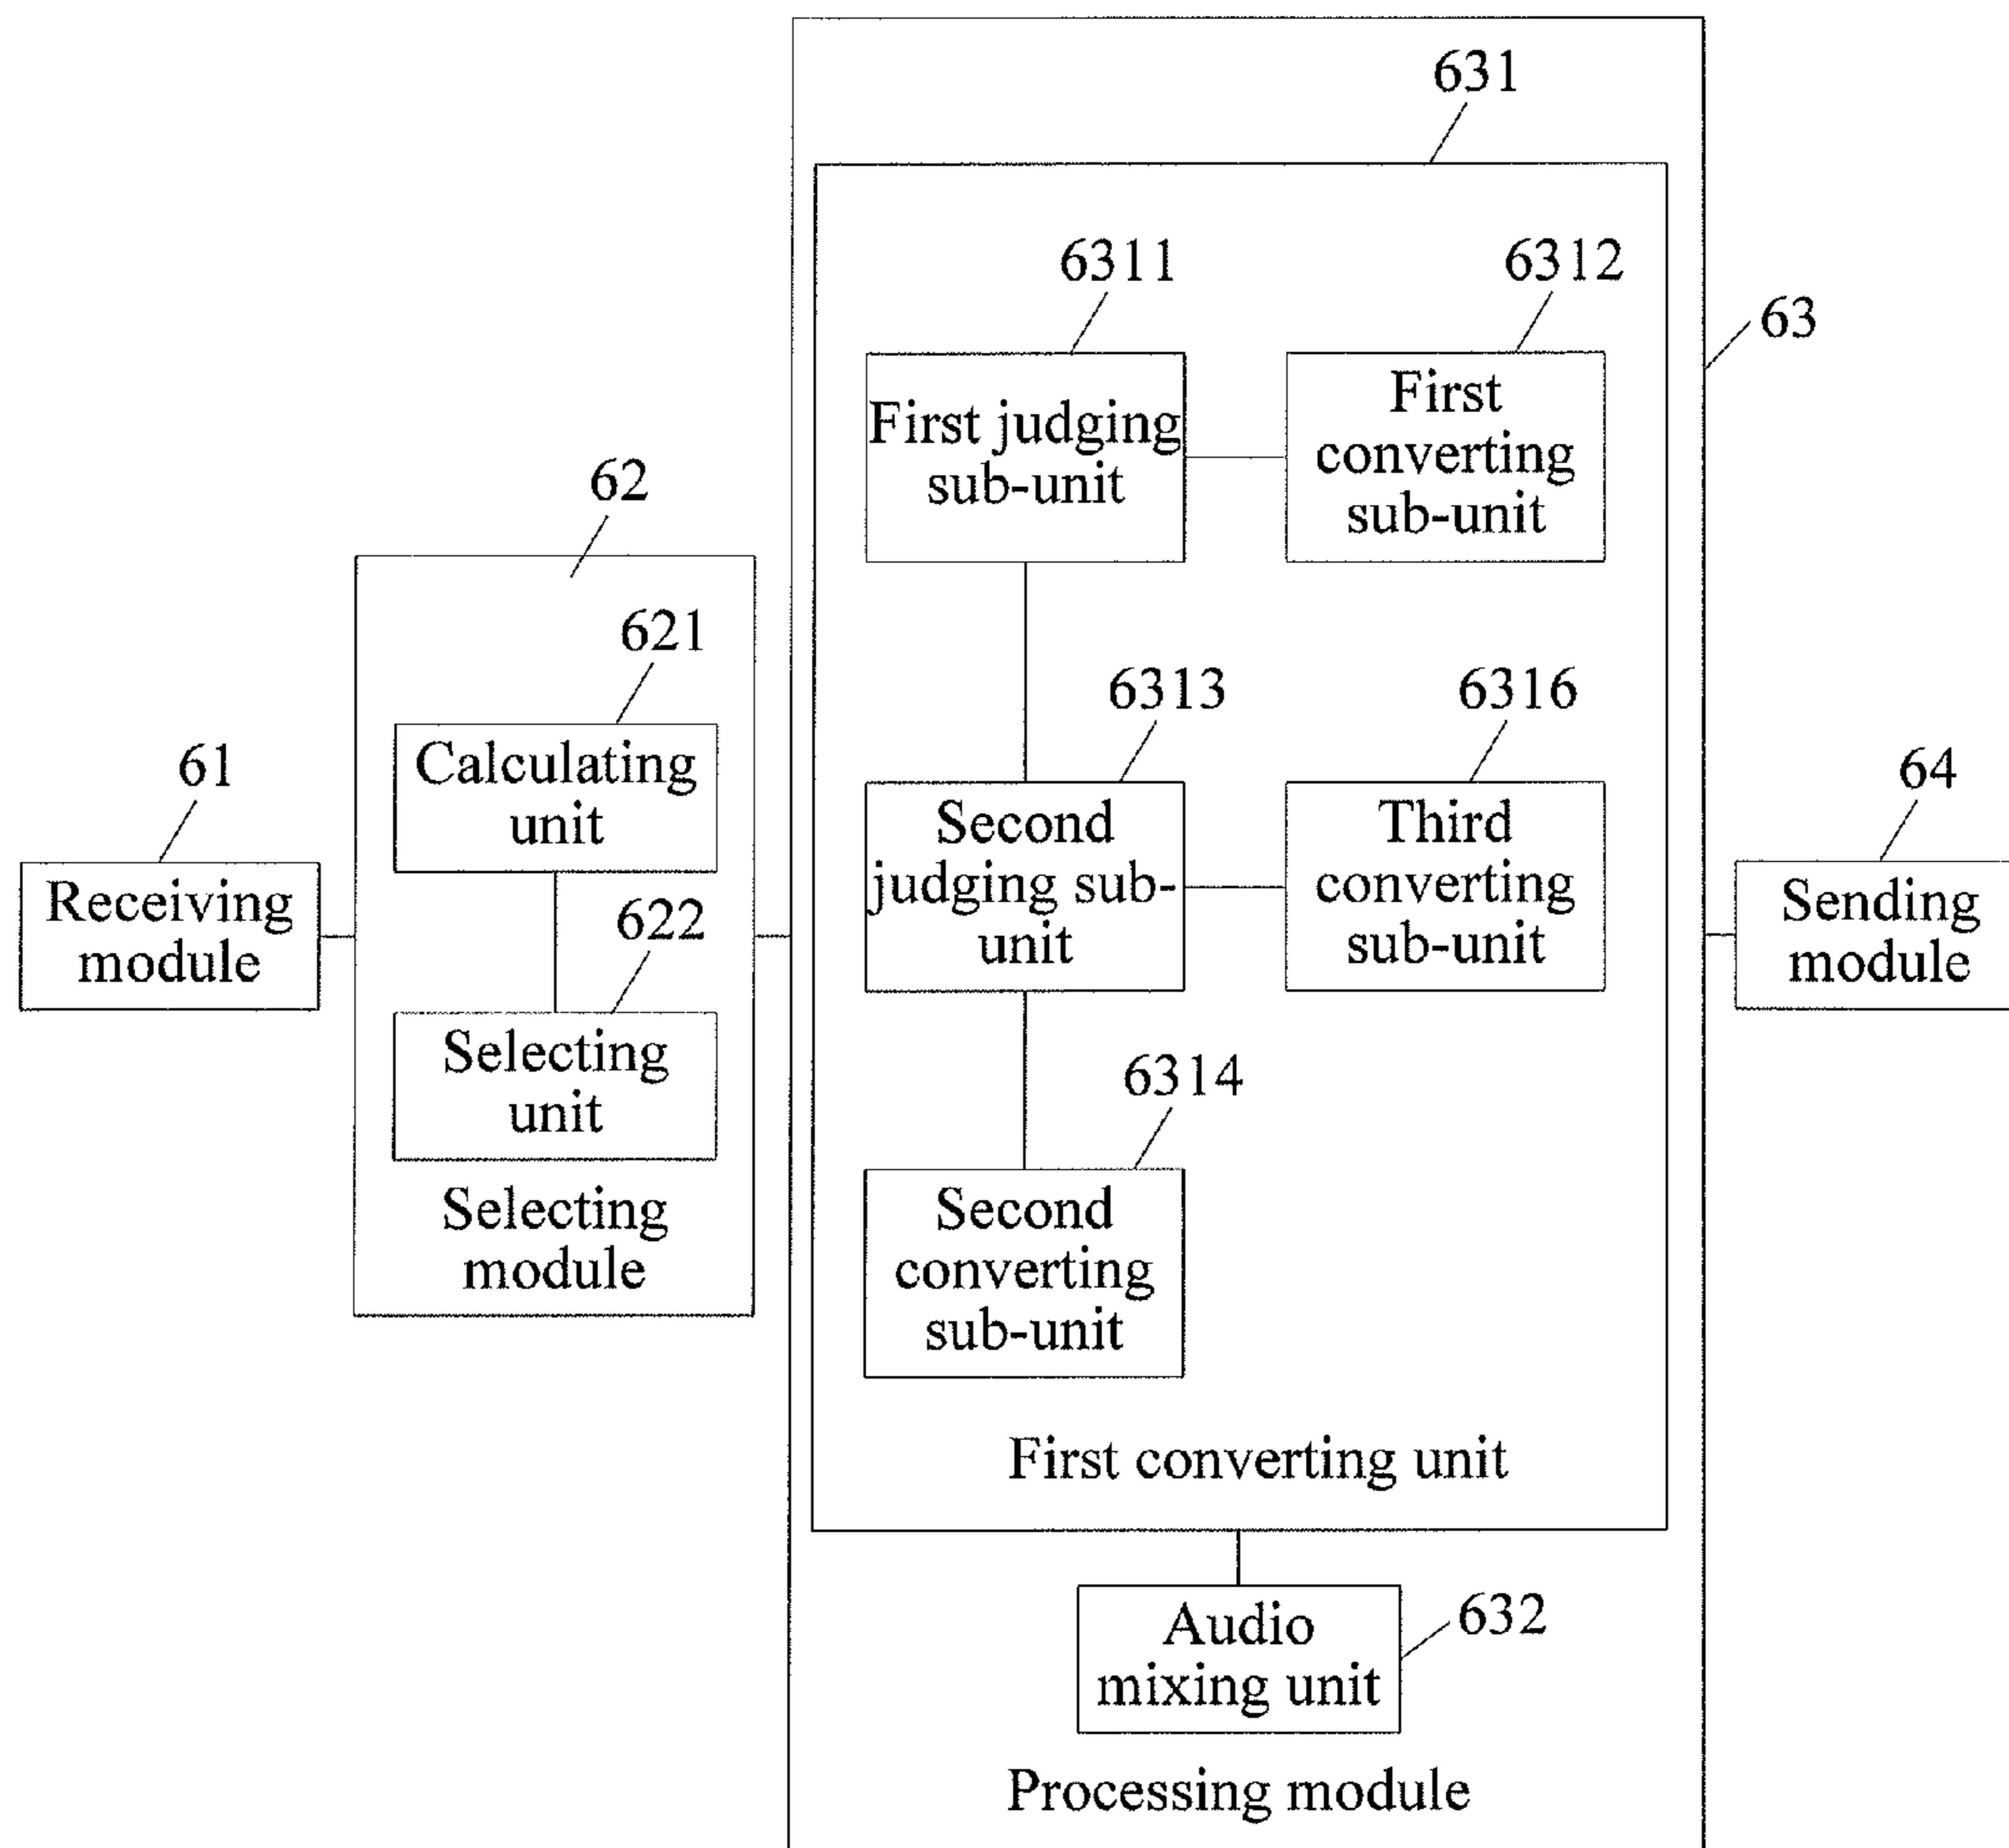 631
6311
6312
63
First judging
sub-unit
First
converting
sub-unit
62
621
6313
6316
61
Calculating
unit
64
Second
judging sub-
unit
Third
converting
sub-unit
Receiving
module
622
Sending
module
Selecting
unit
6314
Selecting
module
Second
converting
sub-unit
First converting unit
Audio
mixing unit
632
Processing module